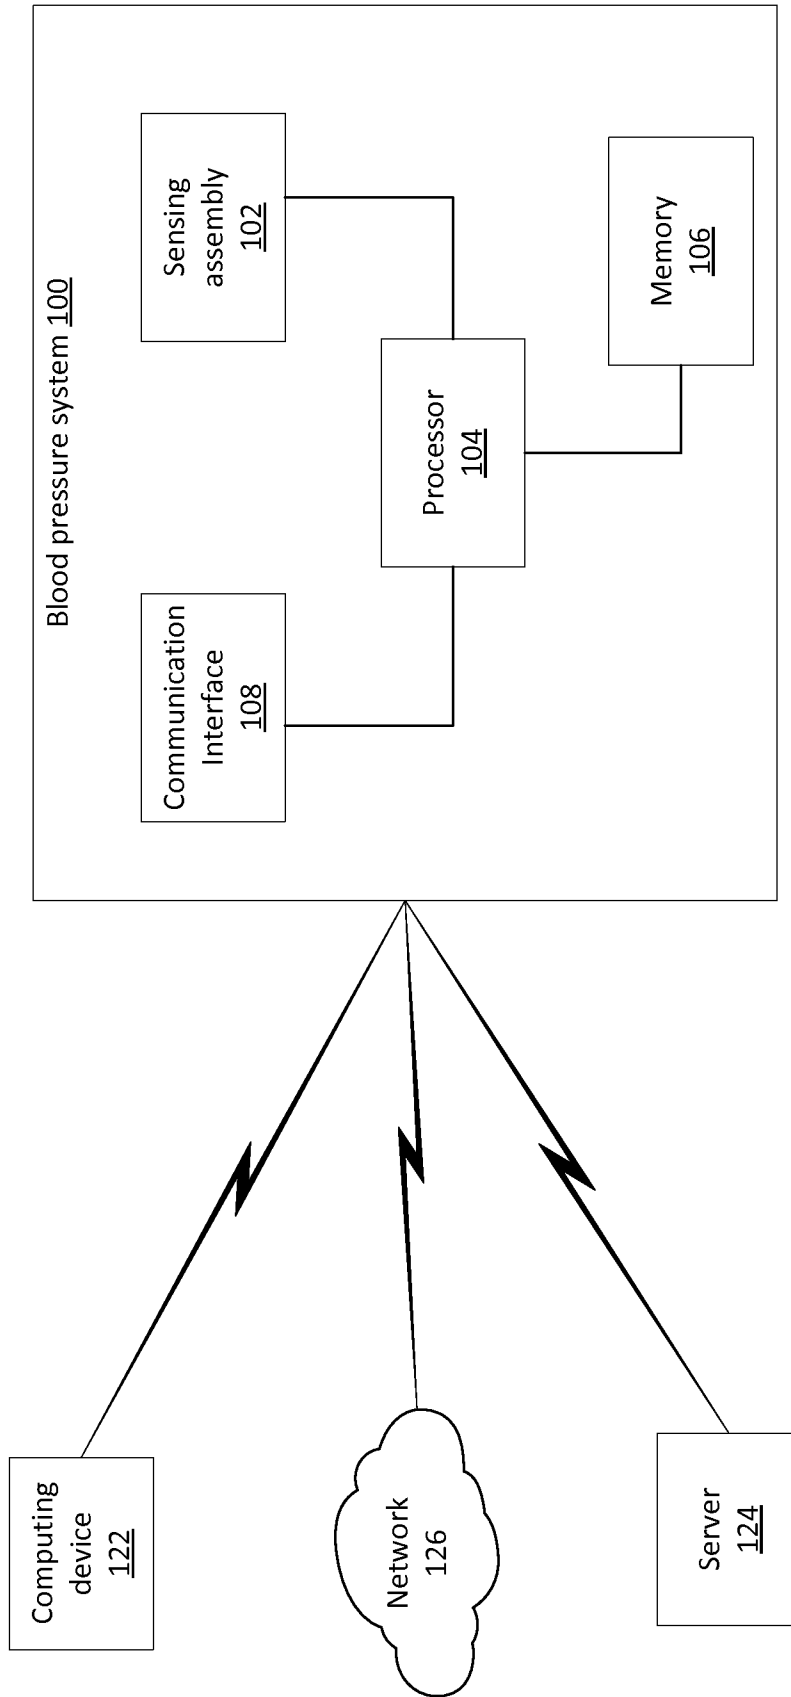 Blood pressure system 100
Communication
Interface
108
Sensing
assembly
102
Processor
104
Memory
106
Computing
device
122
Network
126
Server
124